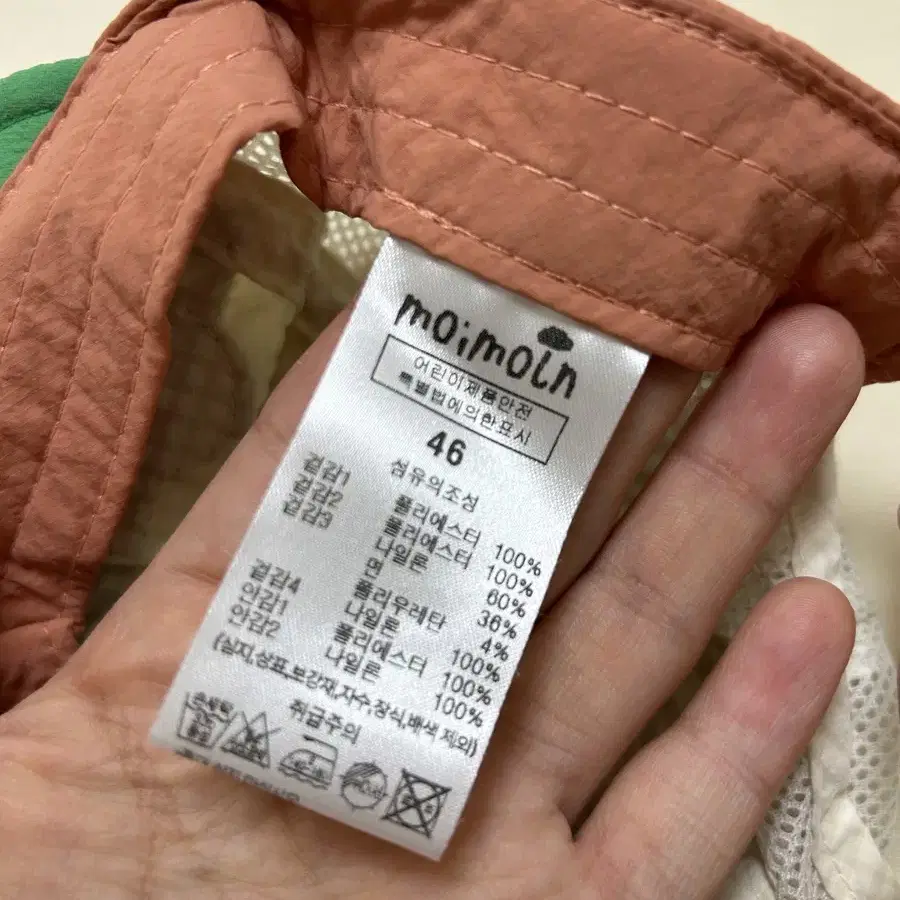 moimoln
어린이제품안전
특별법에의한표시
46
섬유의조성
겉감1 폴리에스터 100%
겉감2 폴리에스터 100%
겉감3 나일론 60%
면 36%
폴리우레탄 4%
겉감4 나일론 100%
안감1 폴리에스터 100%
안감2 나일론 100%
(심지,상표,보강재,자수,장식,배색 제외)
취급주의
손세탁